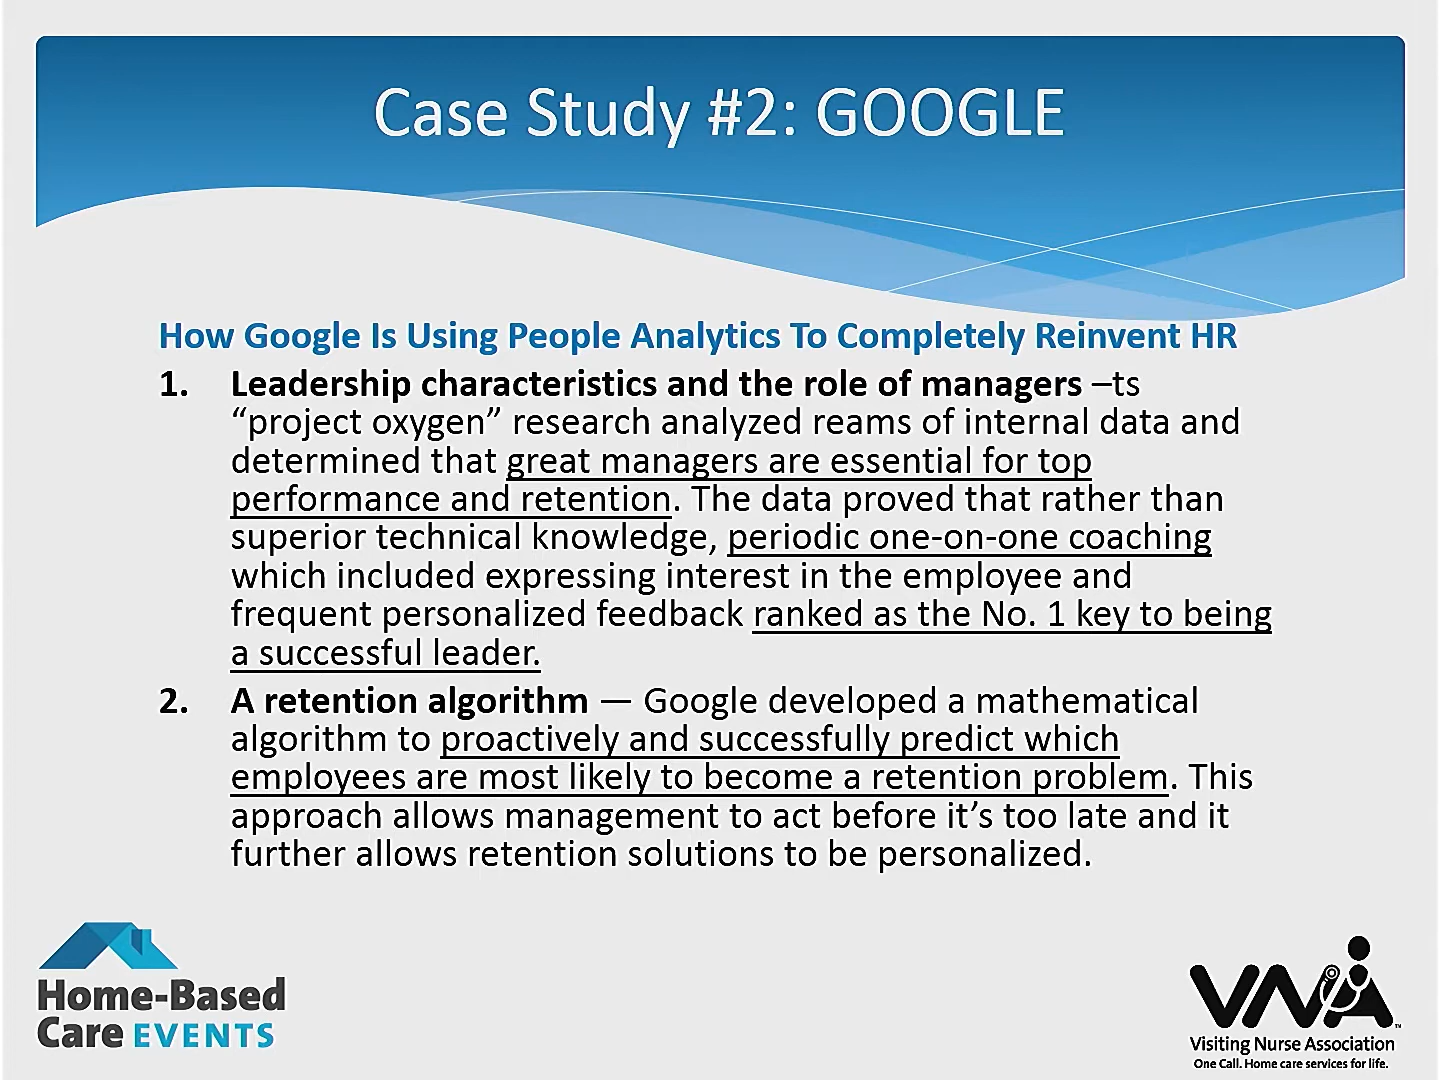 Case Study #2: GOOGLE
How Google Is Using People Analytics To Completely Reinvent HR
1. Leadership characteristics and the role of managers –ts
“project oxygen” research analyzed reams of internal data and
determined that great managers are essential for top
performance and retention. The data proved that rather than
superior technical knowledge, periodic one-on-one coaching
which included expressing interest in the employee and
frequent personalized feedback ranked as the No. 1 key to being
a successful leader.
2. A retention algorithm — Google developed a mathematical
algorithm to proactively and successfully predict which
employees are most likely to become a retention problem. This
approach allows management to act before it’s too late and it
further allows retention solutions to be personalized.
Home-Based
Care EVENTS
VNA™
Visiting Nurse Association
One Call. Home care services for life.